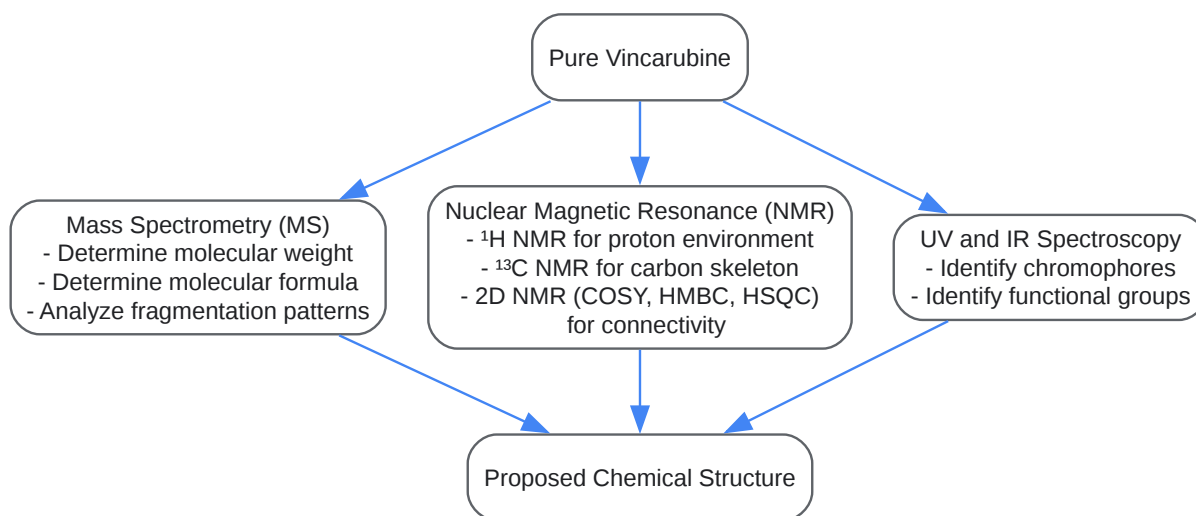 Pure Vincarubine
Mass Spectrometry (MS)
- Determine molecular weight
- Determine molecular formula
- Analyze fragmentation patterns
Nuclear Magnetic Resonance (NMR)
- ¹H NMR for proton environment
- ¹³C NMR for carbon skeleton
- 2D NMR (COSY, HMBC, HSQC)
for connectivity
UV and IR Spectroscopy
- Identify chromophores
- Identify functional groups
Proposed Chemical Structure